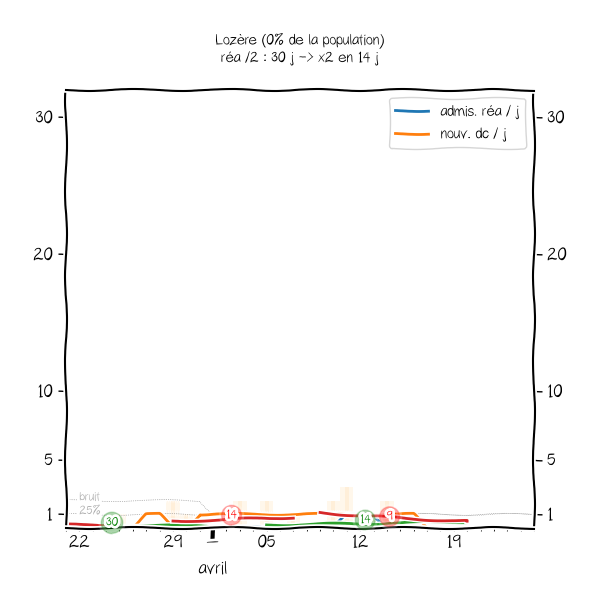 Lozère (0% de la population)
réa /2 : 30 j -> x2 en 14 j
admis. réa / j
nouv. dc / j
30 30
20 20
10 10
5 5
bruit
25%
1 1
30 14 14 9
22 29 1 05 12 19
avril